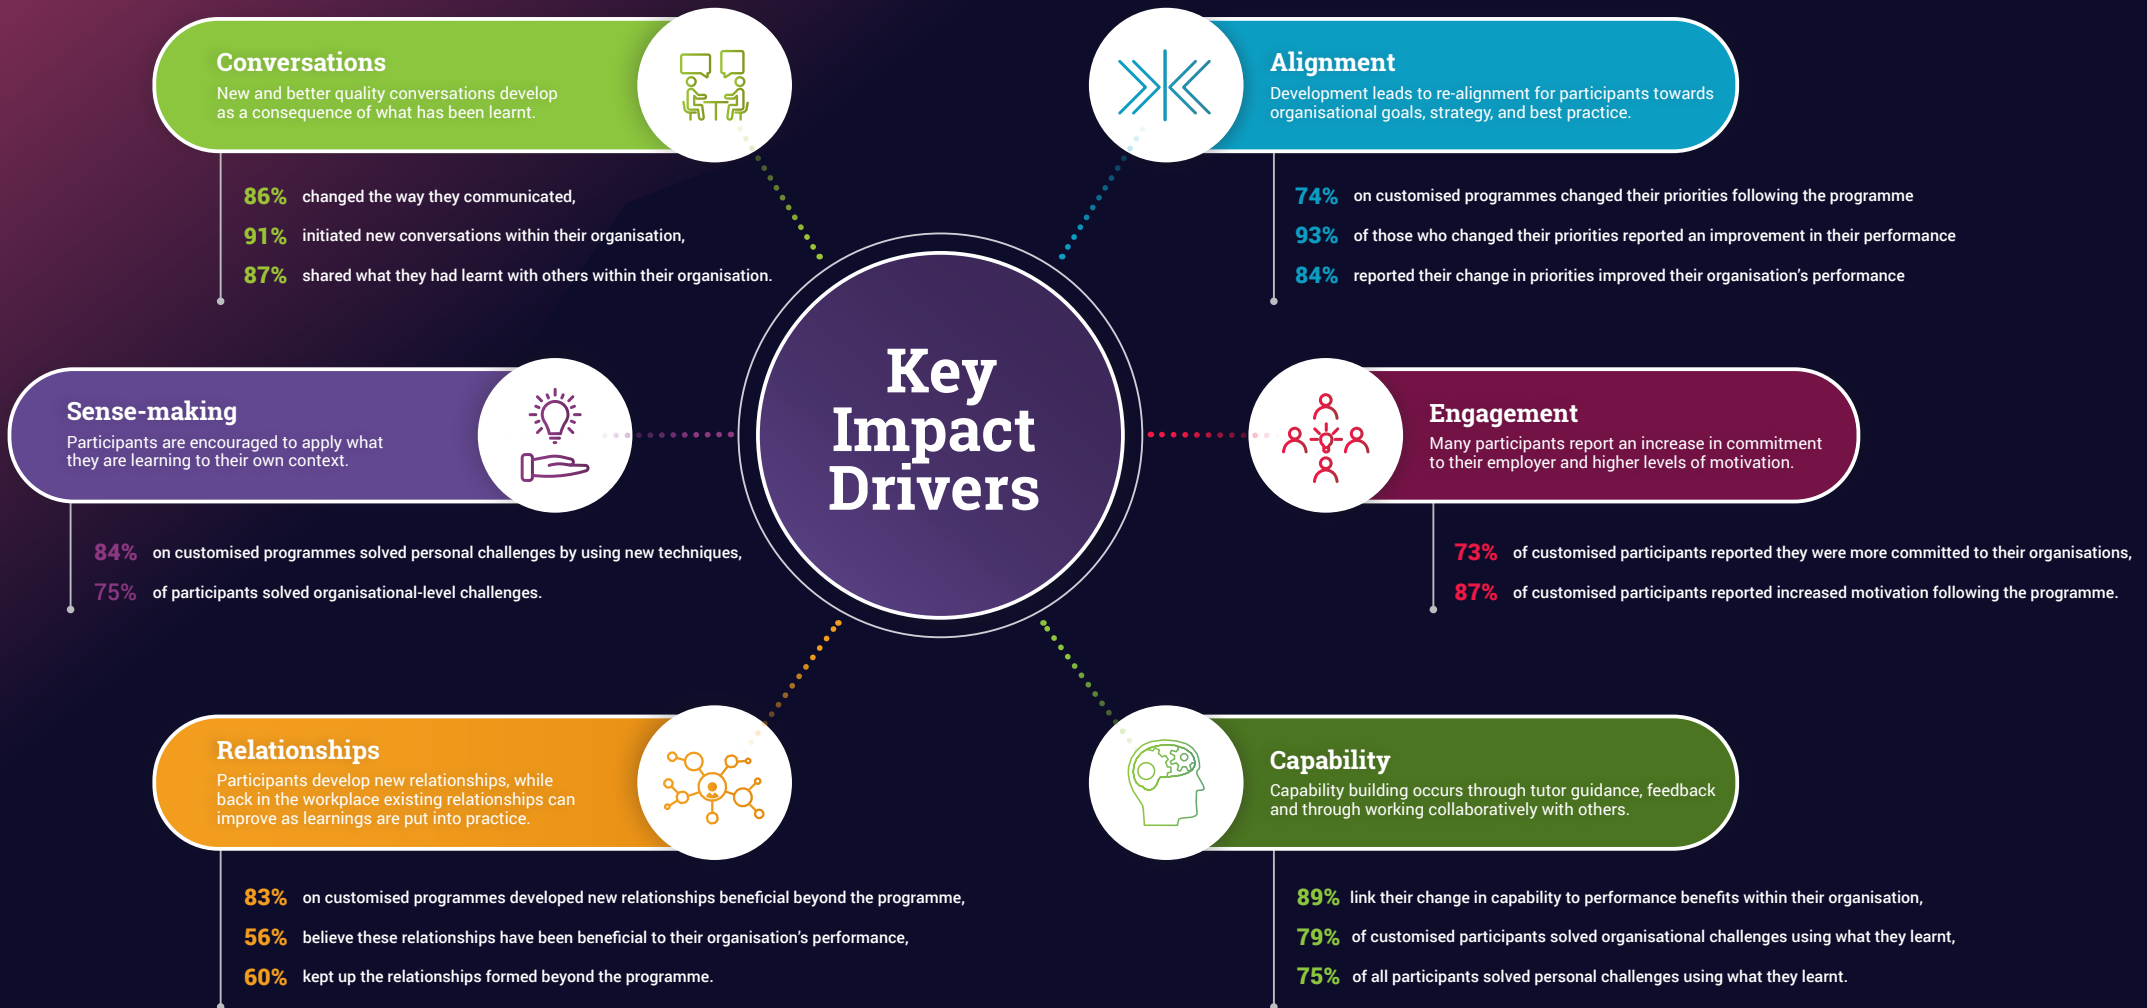 Conversations
New and better quality conversations develop
as a consequence of what has been learnt.
86% changed the way they communicated,
91% initiated new conversations within their organisation,
87% shared what they had learnt with others within their organisation.
Alignment
Development leads to re-alignment for participants towards
organisational goals, strategy, and best practice.
74% on customised programmes changed their priorities following the programme
93% of those who changed their priorities reported an improvement in their performance
84% reported their change in priorities improved their organisation's performance
Key
Impact
Drivers
Sense-making
Participants are encouraged to apply what
they are learning to their own context.
84% on customised programmes solved personal challenges by using new techniques,
75% of participants solved organisational-level challenges.
Engagement
Many participants report an increase in commitment
to their employer and higher levels of motivation.
73% of customised participants reported they were more committed to their organisations,
87% of customised participants reported increased motivation following the programme.
Relationships
Participants develop new relationships, while
back in the workplace existing relationships can
improve as learnings are put into practice.
83% on customised programmes developed new relationships beneficial beyond the programme,
56% believe these relationships have been beneficial to their organisation's performance,
60% kept up the relationships formed beyond the programme.
Capability
Capability building occurs through tutor guidance, feedback
and through working collaboratively with others.
89% link their change in capability to performance benefits within their organisation,
79% of customised participants solved organisational challenges using what they learnt,
75% of all participants solved personal challenges using what they learnt.